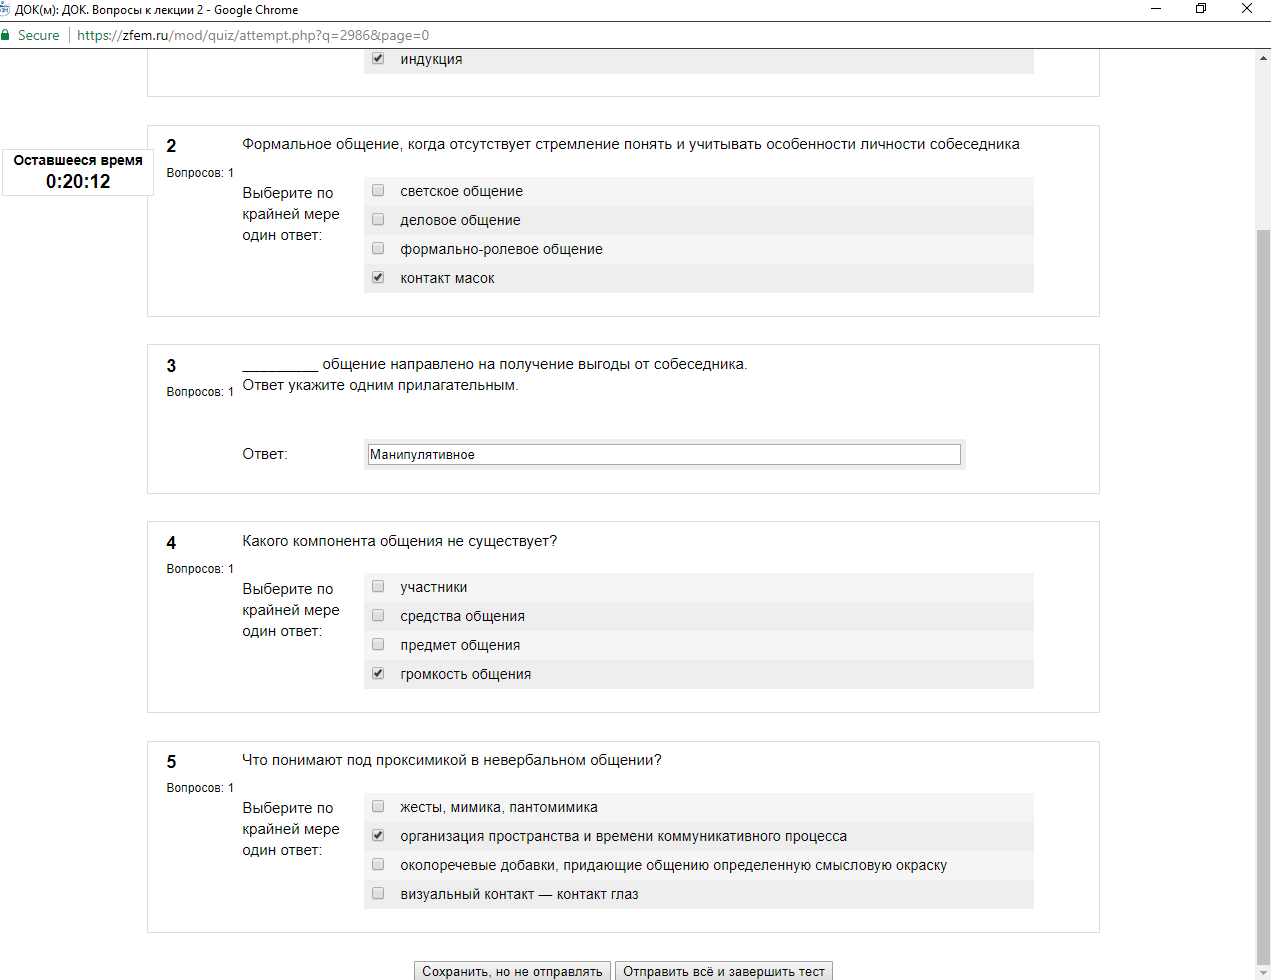 ДОК(м): ДОК. Вопросы к лекции 2 - Google Chrome
Secure | https://zfem.ru/mod/quiz/attempt.php?q=2986&page=0
индукция
Оставшееся время
0:20:12
2
Вопросов: 1
Формальное общение, когда отсутствует стремление понять и учитывать особенности личности собеседника
Выберите по
крайней мере
один ответ:
светское общение
деловое общение
формально-ролевое общение
контакт масок
3
Вопросов: 1
_________ общение направлено на получение выгоды от собеседника.
Ответ укажите одним прилагательным.
Ответ:
Манипулятивное
4
Вопросов: 1
Какого компонента общения не существует?
Выберите по
крайней мере
один ответ:
участники
средства общения
предмет общения
громкость общения
5
Вопросов: 1
Что понимают под проксимикой в невербальном общении?
Выберите по
крайней мере
один ответ:
жесты, мимика, пантомимика
организация пространства и времени коммуникативного процесса
околоречевые добавки, придающие общению определенную смысловую окраску
визуальный контакт — контакт глаз
Сохранить, но не отправлять
Отправить всё и завершить тест